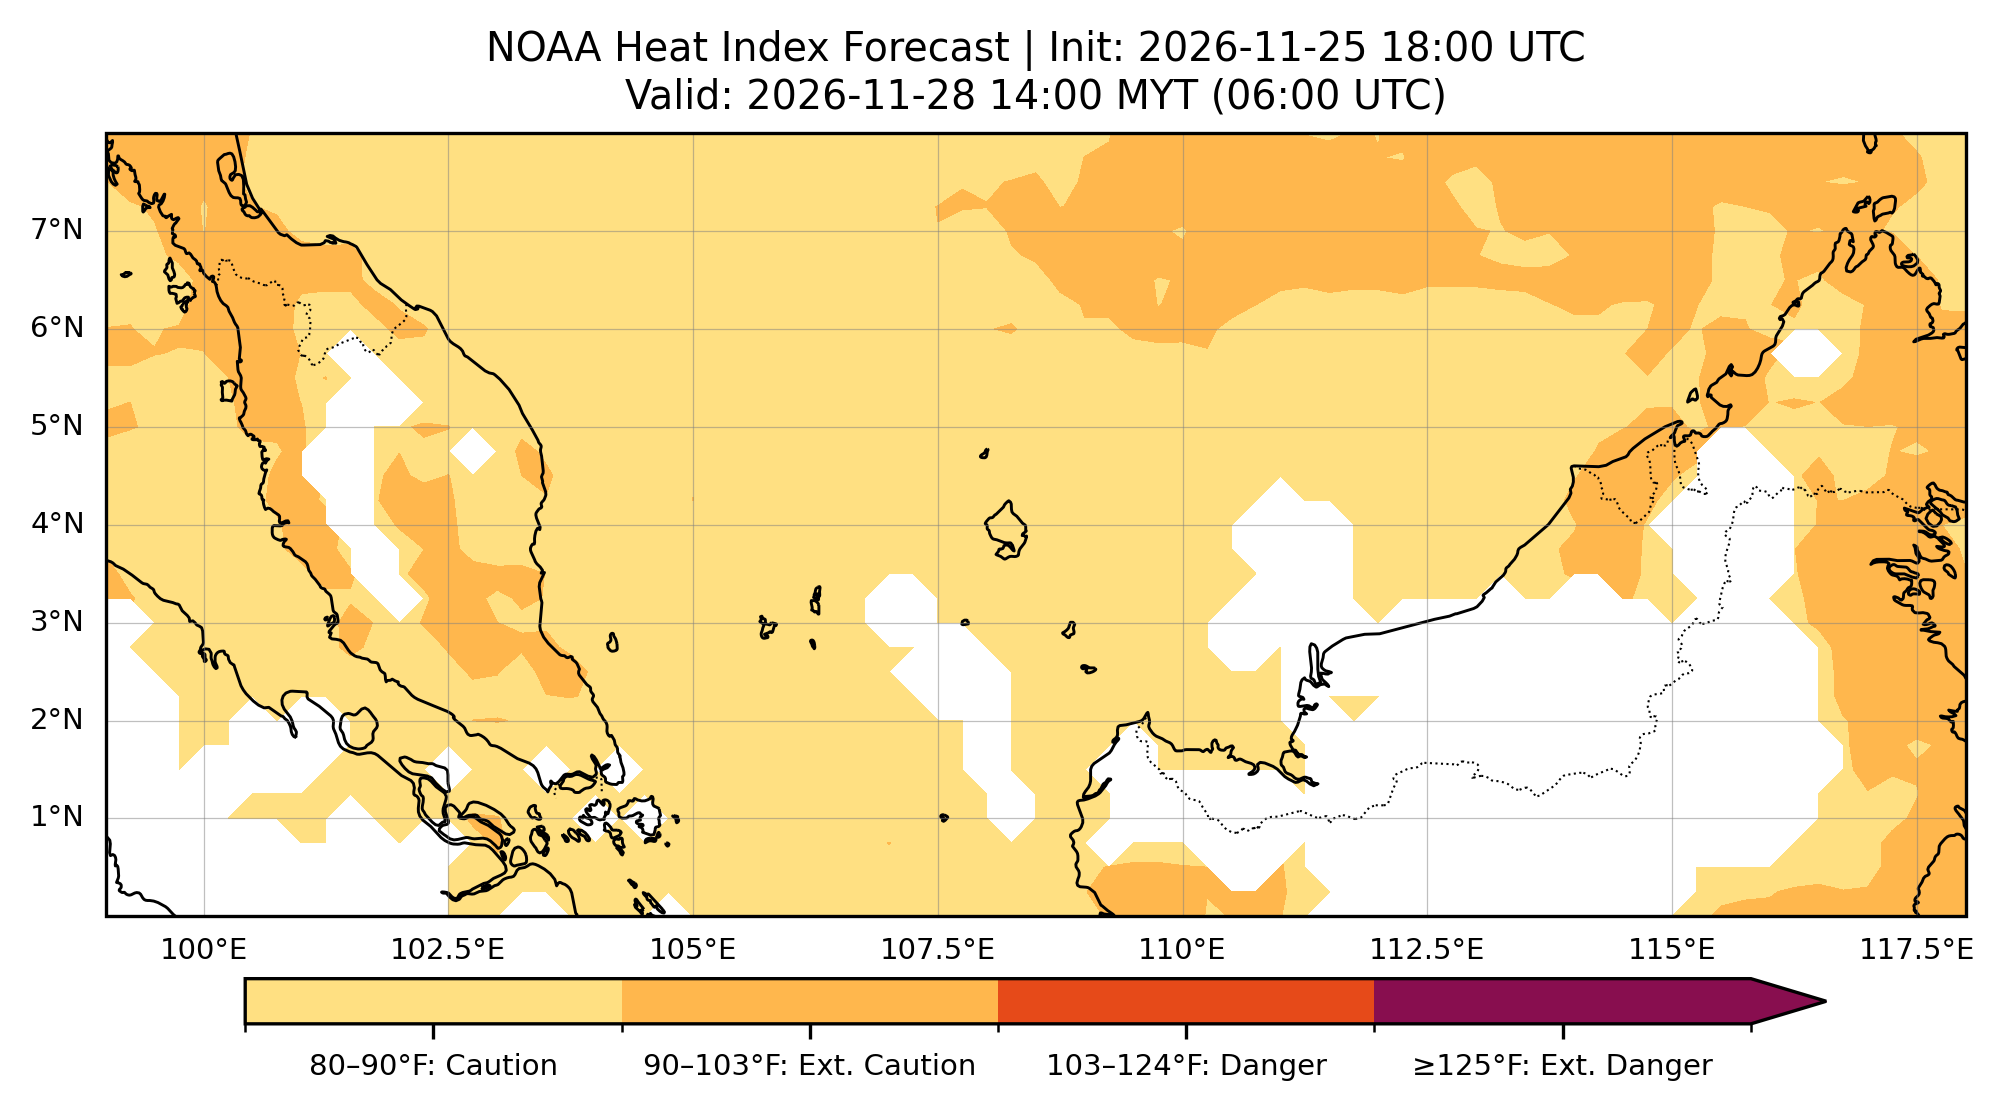 NOAA Heat Index Forecast | Init: 2026-11-25 18:00 UTC
Valid: 2026-11-28 14:00 MYT (06:00 UTC)
7°N
6°N
5°N
4°N
3°N
2°N
1°N
100°E
102.5°E
105°E
107.5°E
110°E
112.5°E
115°E
117.5°E
80–90°F: Caution
90–103°F: Ext. Caution
103–124°F: Danger
≥125°F: Ext. Danger